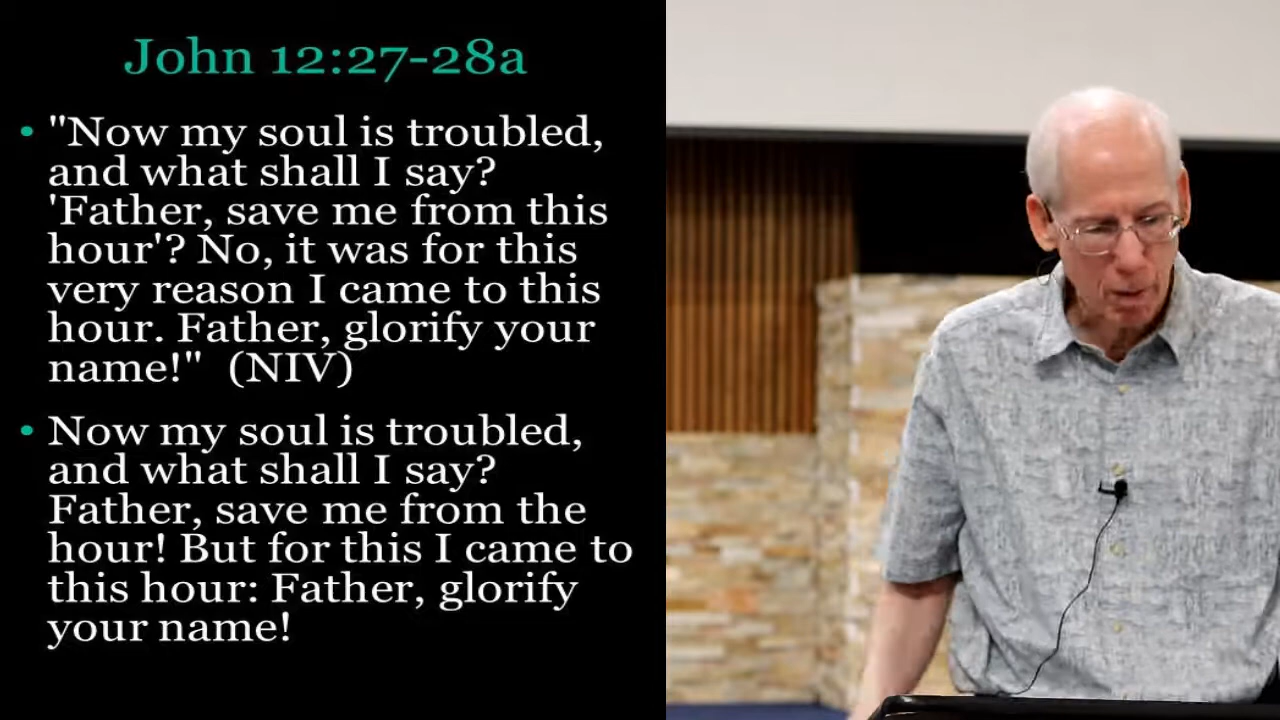 John 12:27-28a
• "Now my soul is troubled,
and what shall I say?
'Father, save me from this
hour'? No, it was for this
very reason I came to this
hour. Father, glorify your
name!" (NIV)
• Now my soul is troubled,
and what shall I say?
Father, save me from the
hour! But for this I came to
this hour: Father, glorify
your name!